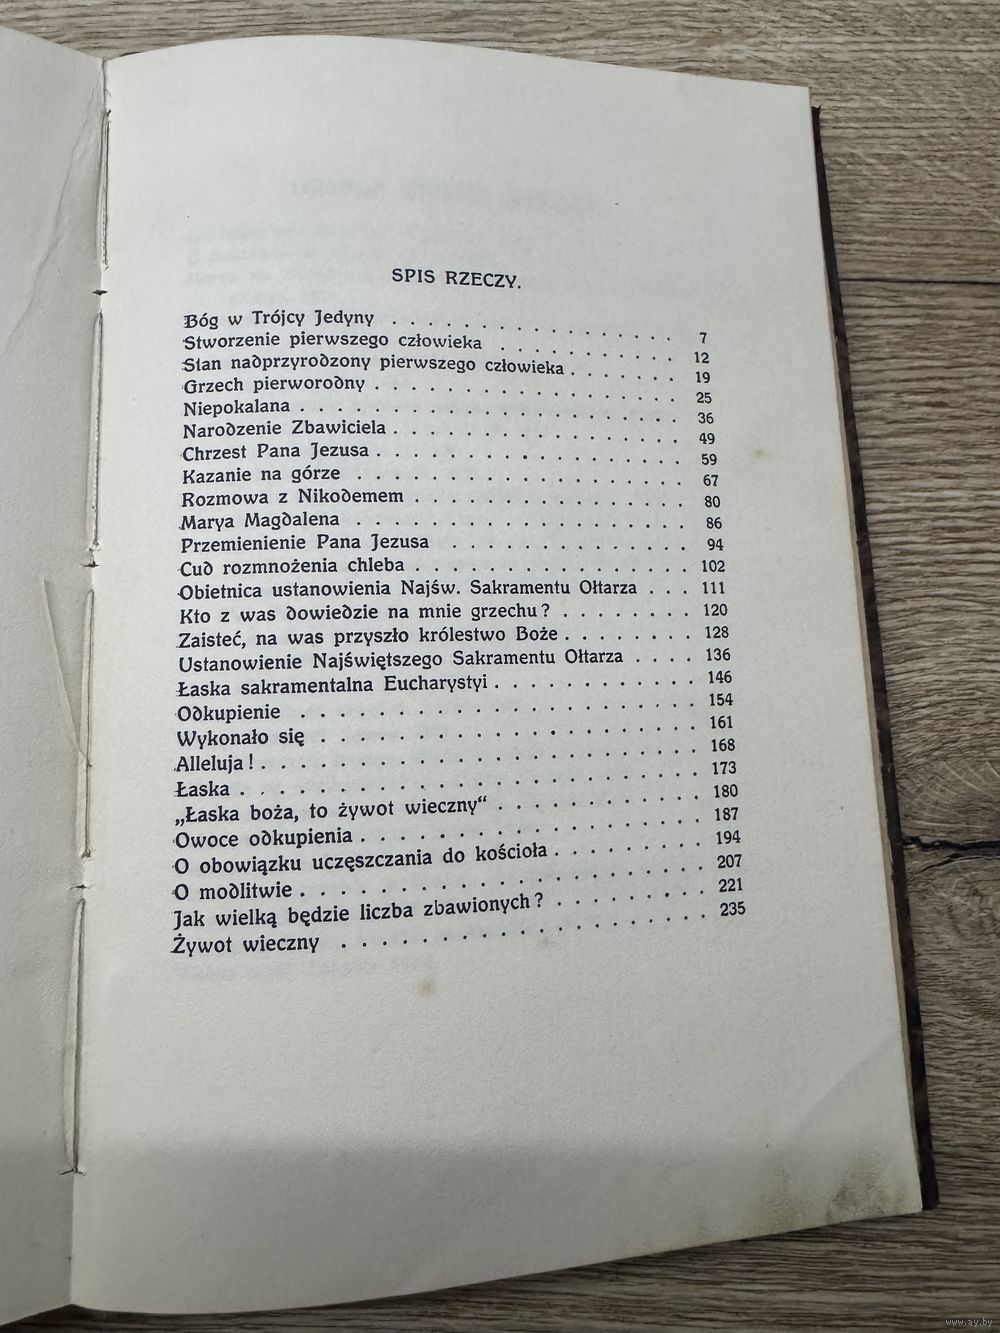 SPIS RZECZY.
Bóg w Trójcy Jedyny . . . . . . . . . . . . . . . 7
Stworzenie pierwszego człowieka . . . . . . . . . . 12
Stan nadprzyrodzony pierwszego człowieka . . . . . . . 19
Grzech pierworodny . . . . . . . . . . . . . . . . 25
Niepokalana . . . . . . . . . . . . . . . . . . . 36
Narodzenie Zbawiciela . . . . . . . . . . . . . . . 49
Chrzest Pana Jezusa . . . . . . . . . . . . . . . . 59
Kazanie na górze . . . . . . . . . . . . . . . . . 67
Rozmowa z Nikodemem . . . . . . . . . . . . . . . 80
Marya Magdalena . . . . . . . . . . . . . . . . . 86
Przemienienie Pana Jezusa . . . . . . . . . . . . . 94
Cud rozmnożenia chleba . . . . . . . . . . . . . . 102
Obietnica ustanowienia Najśw. Sakramentu Ołtarza . . . 111
Kto z was dowiedzie na mnie grzechu? . . . . . . . . 120
Zaisteć, na was przyszło królestwo Boże . . . . . . . . 128
Ustanowienie Najświętszego Sakramentu Ołtarza . . . . 136
Łaska sakramentalna Eucharystyi . . . . . . . . . . . 146
Odkupienie . . . . . . . . . . . . . . . . . . . 154
Wykonało się . . . . . . . . . . . . . . . . . . 161
Alleluja! . . . . . . . . . . . . . . . . . . . . 168
Łaska . . . . . . . . . . . . . . . . . . . . . 173
„Łaska boża, to żywot wieczny“ . . . . . . . . . . . 180
Owoce odkupienia . . . . . . . . . . . . . . . . 187
O obowiązku uczęszczania do kościoła . . . . . . . . 194
O modlitwie . . . . . . . . . . . . . . . . . . . 207
Jak wielką będzie liczba zbawionych? . . . . . . . . 221
Żywot wieczny . . . . . . . . . . . . . . . . . . 235
www.ay.by